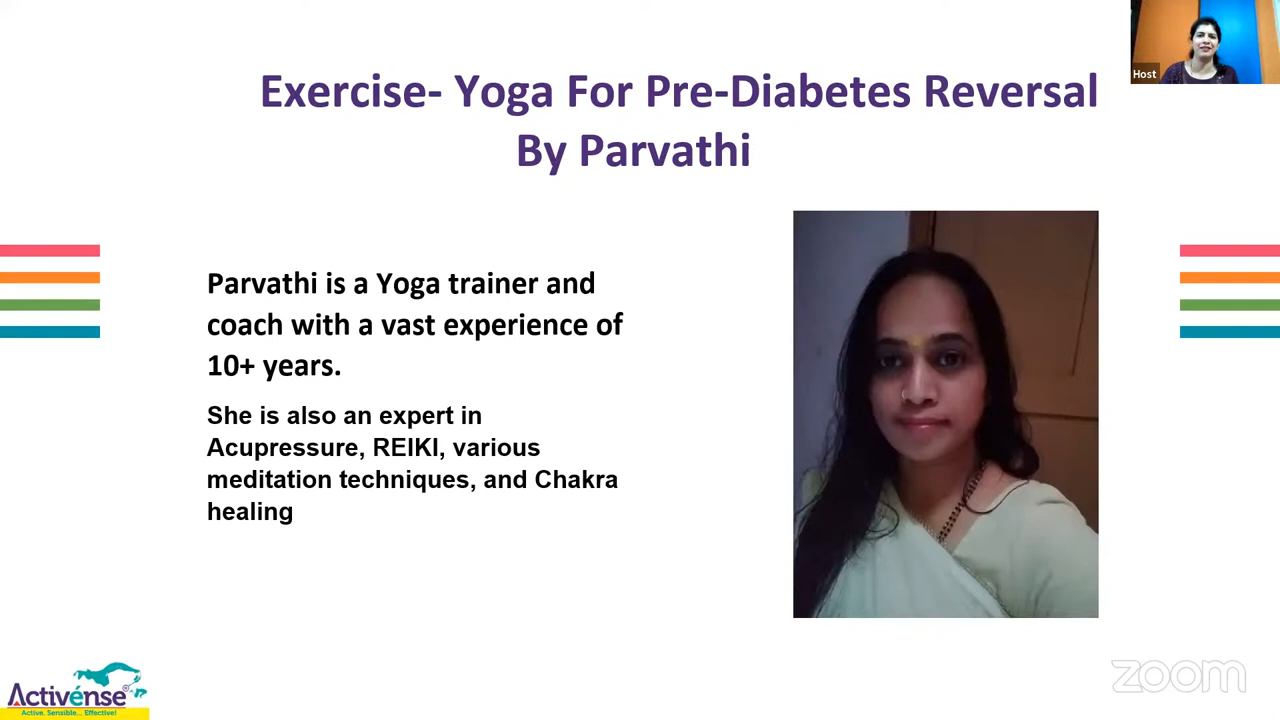 Host
Exercise- Yoga For Pre-Diabetes Reversal
By Parvathi
Parvathi is a Yoga trainer and
coach with a vast experience of
10+ years.
She is also an expert in
Acupressure, REIKI, various
meditation techniques, and Chakra
healing
Activénse®
Active. Sensible... Effective!
zoom